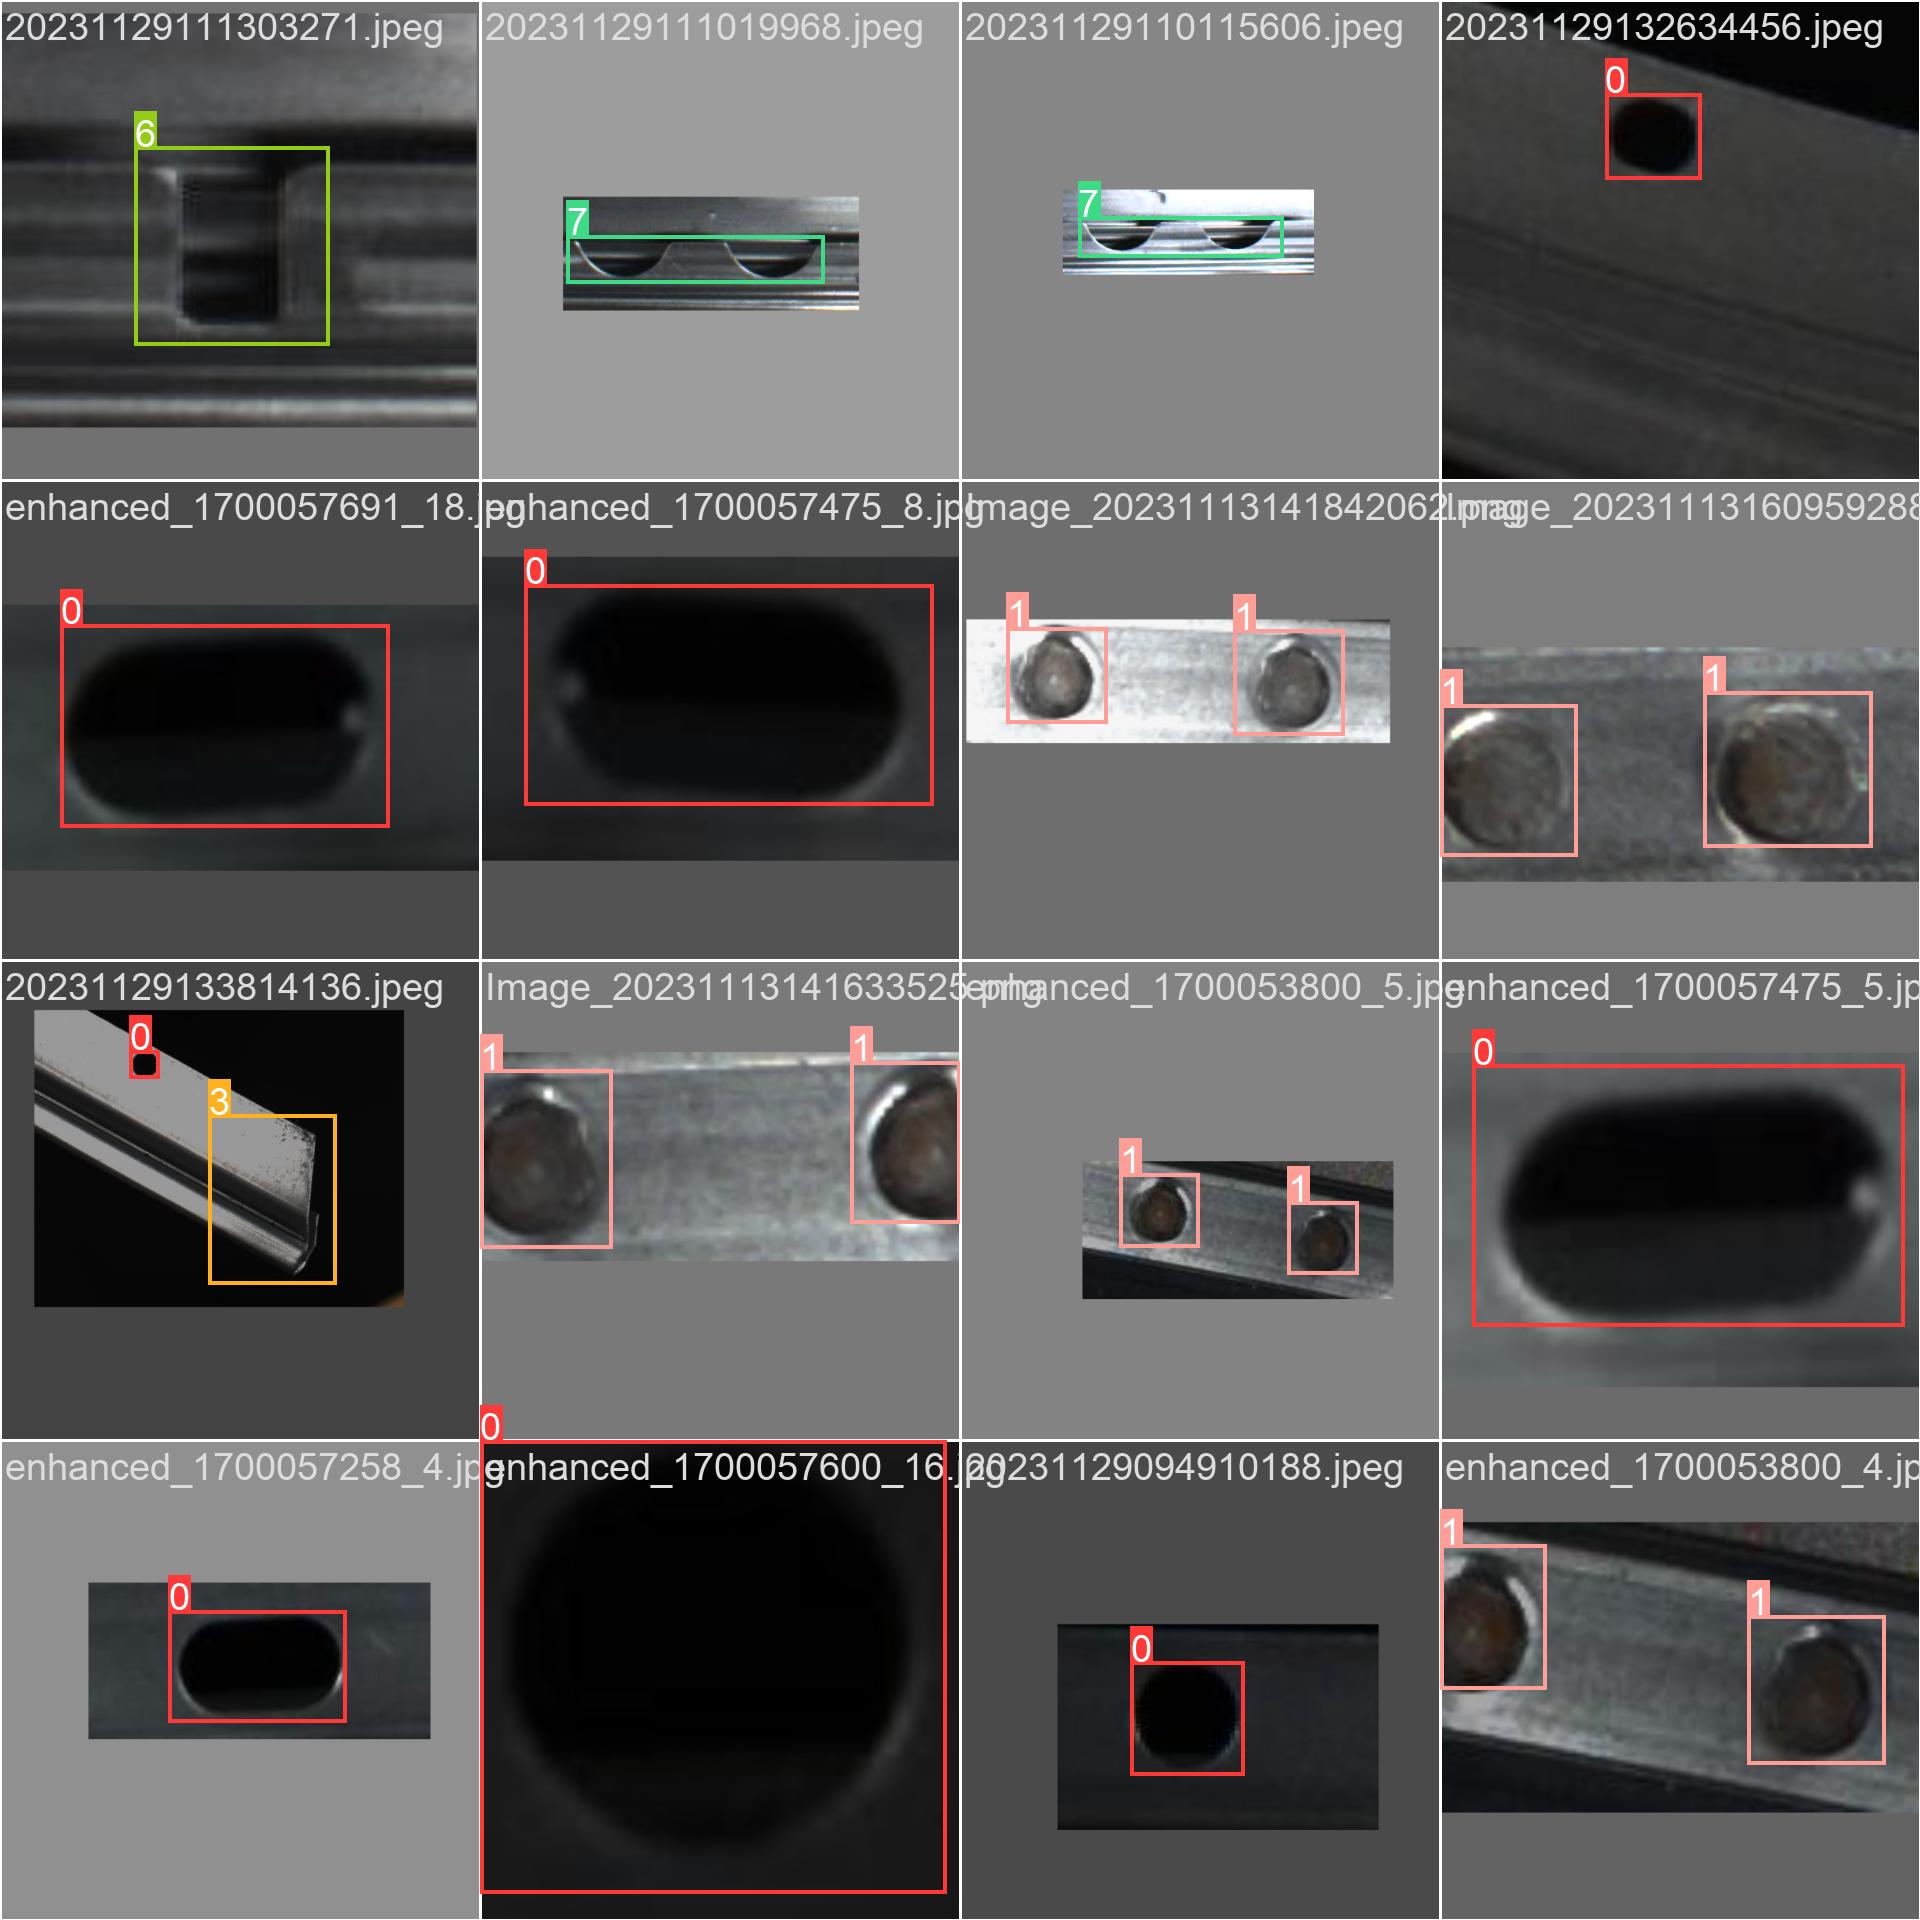 20231129111303271.jpeg
6
20231129111019968.jpeg
7
20231129110115606.jpeg
7
20231129132634456.jpeg
0
enhanced_1700057691_18.jpg
0
enhanced_1700057475_8.jpg
0
Image_20231113141842062.png
1
1
Image_20231113160959288
1
1
20231129133814136.jpeg
0
3
Image_20231113141633525.png
1
1
enhanced_1700053800_5.jpg
1
1
enhanced_1700057475_5.jp
0
enhanced_1700057258_4.jpg
0
enhanced_1700057600_16.jpg
0
20231129094910188.jpeg
0
enhanced_1700053800_4.jp
1
1